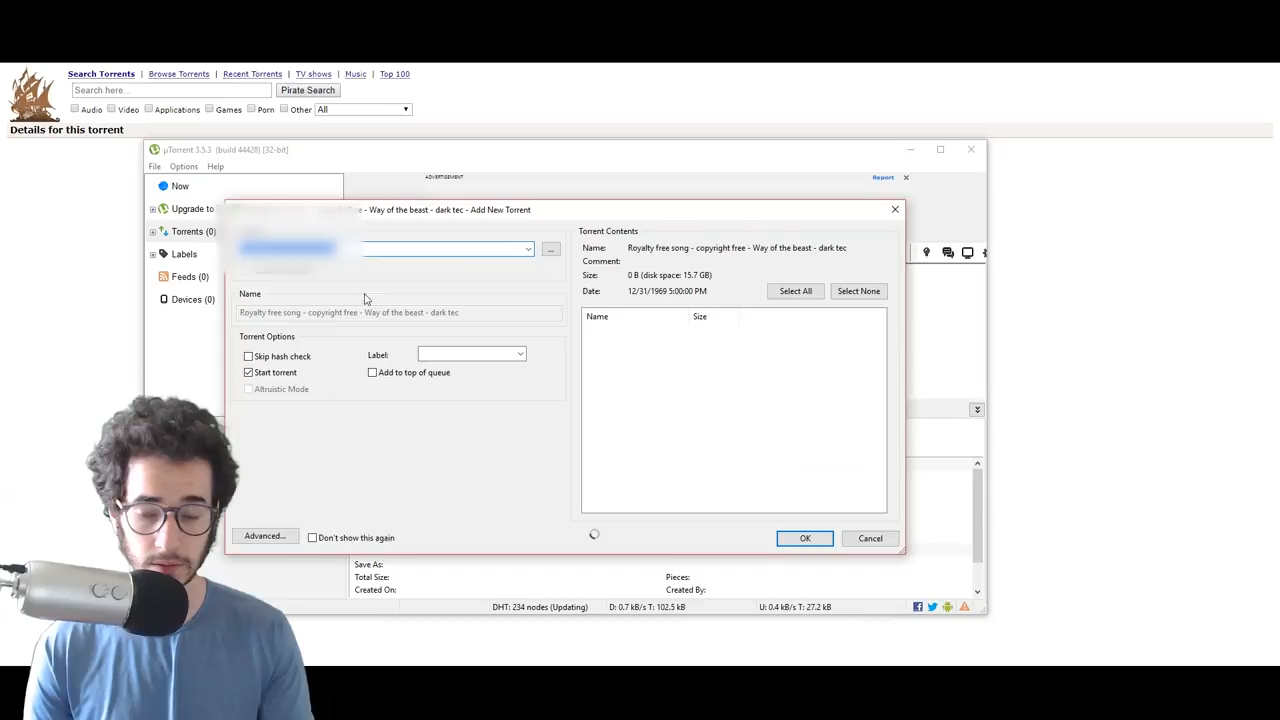 Search Torrents | Browse Torrents | Recent Torrents | TV shows | Music | Top 100
Search here... Pirate Search
Audio Video Applications Games Porn Other All
Details for this torrent
µTorrent 3.5.3 (build 44428) [32-bit]
File Options Help
ADVERTISEMENT Report
Now
Upgrade to
Torrents (0)
Labels
Feeds (0)
Devices (0)
- Way of the beast - dark tec - Add New Torrent
...
Name
Royalty free song - copyright free - Way of the beast - dark tec
Torrent Options
Skip hash check Label:
Start torrent Add to top of queue
Altruistic Mode
Advanced... Don't show this again
Torrent Contents
Name: Royalty free song - copyright free - Way of the beast - dark tec
Comment:
Size: 0 B (disk space: 15.7 GB)
Date: 12/31/1969 5:00:00 PM Select All Select None
Name Size
OK Cancel
Save As:
Total Size: Pieces:
Created On: Created By:
DHT: 234 nodes (Updating) D: 0.7 kB/s T: 102.5 kB U: 0.4 kB/s T: 27.2 kB